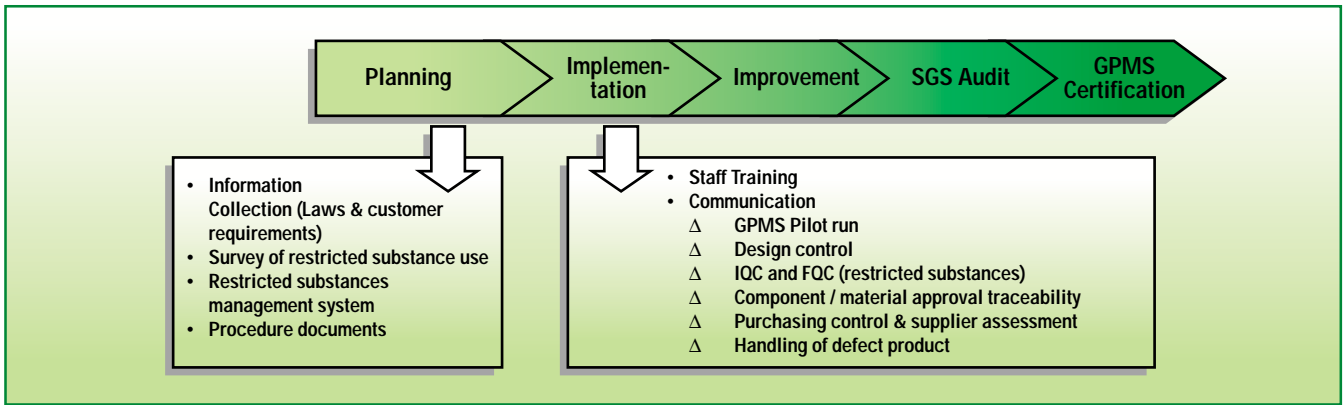 Planning
Implemen-
tation
Improvement
SGS Audit
GPMS
Certification
• Information
Collection (Laws & customer
requirements)
• Survey of restricted substance use
• Restricted substances
management system
• Procedure documents
• Staff Training
• Communication
Δ GPMS Pilot run
Δ Design control
Δ IQC and FQC (restricted substances)
Δ Component / material approval traceability
Δ Purchasing control & supplier assessment
Δ Handling of defect product